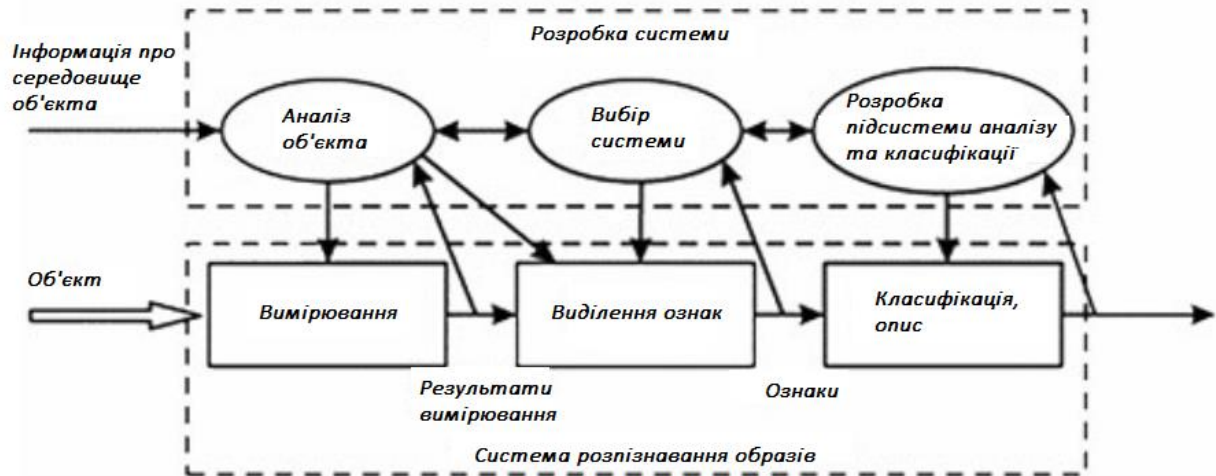 Розробка системи
Інформація про
середовище
об'єкта
Аналіз
об'єкта
Вибір
системи
Розробка
підсистеми аналізу
та класифікації
Об'єкт
Вимірювання
Виділення ознак
Класифікація,
опис
Результати
вимірювання
Ознаки
Система розпізнавання образів